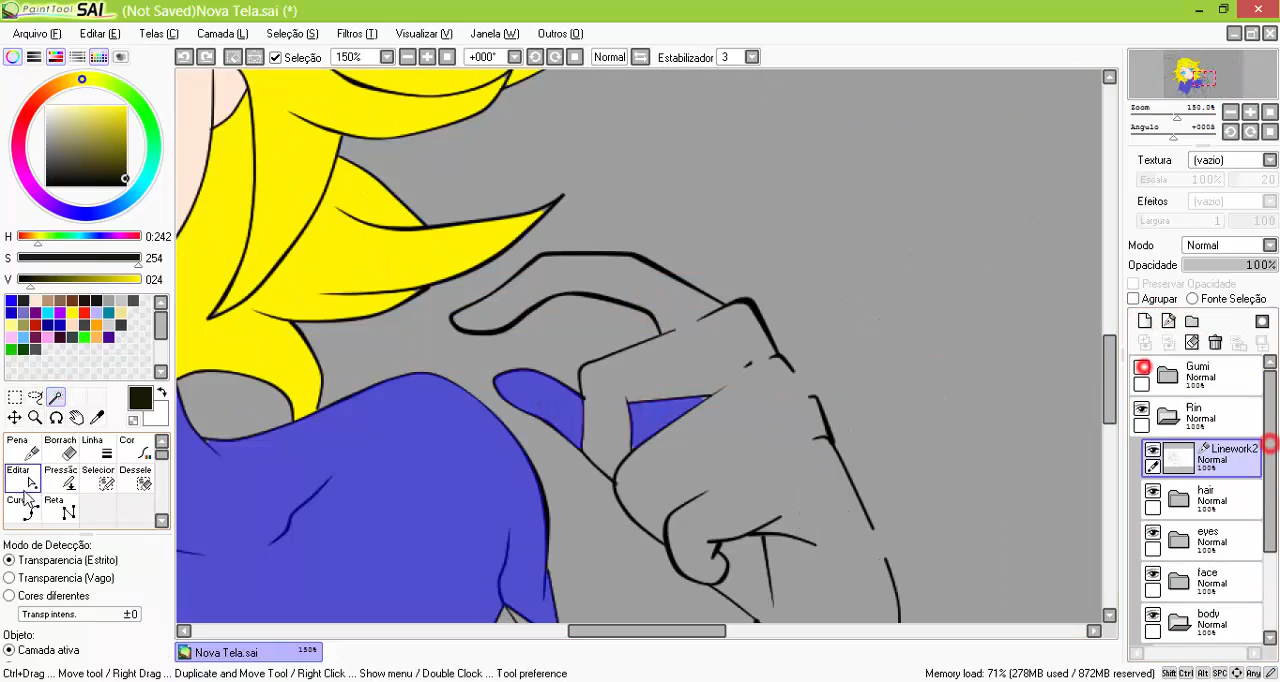 PaintTool SAI (Not Saved)Nova Tela.sai (*)
Arquivo (F) Editar (E) Telas (C) Camada (L) Seleção (S) Filtros (T) Visualizar (V) Janela (W) Outros (O)
Seleção 150% +000° Normal Estabilizador 3
Zoom 150.0%
Angulo +000°
H 0:242
S 254
V 024
Textura (vazio)
Escala 100% 20
Efeitos (vazio)
Largura 1 100
Modo Normal
Opacidade 100%
Preservar Opacidade
Agrupar Fonte Seleção
Gumi
Normal
100%
Rin
Normal
100%
Linework2
Normal
100%
hair
Normal
100%
eyes
Normal
100%
face
Normal
100%
body
Normal
100%
Pena Borrach Linha Cor
Editar Pressãc Selecior Dessele
Reta
Modo de Detecção:
Transparencia (Estrito)
Transparencia (Vago)
Cores diferentes
Transp intens. ±0
Objeto:
Camada ativa
Nova Tela.sai 150%
Ctrl+Drag ... Move tool / Right Drag ... Duplicate and Move Tool / Right Click ... Show menu / Double Clock ... Tool preference
Memory load: 71% (278MB used / 872MB reserved)
Shift Ctrl Alt SPC Any